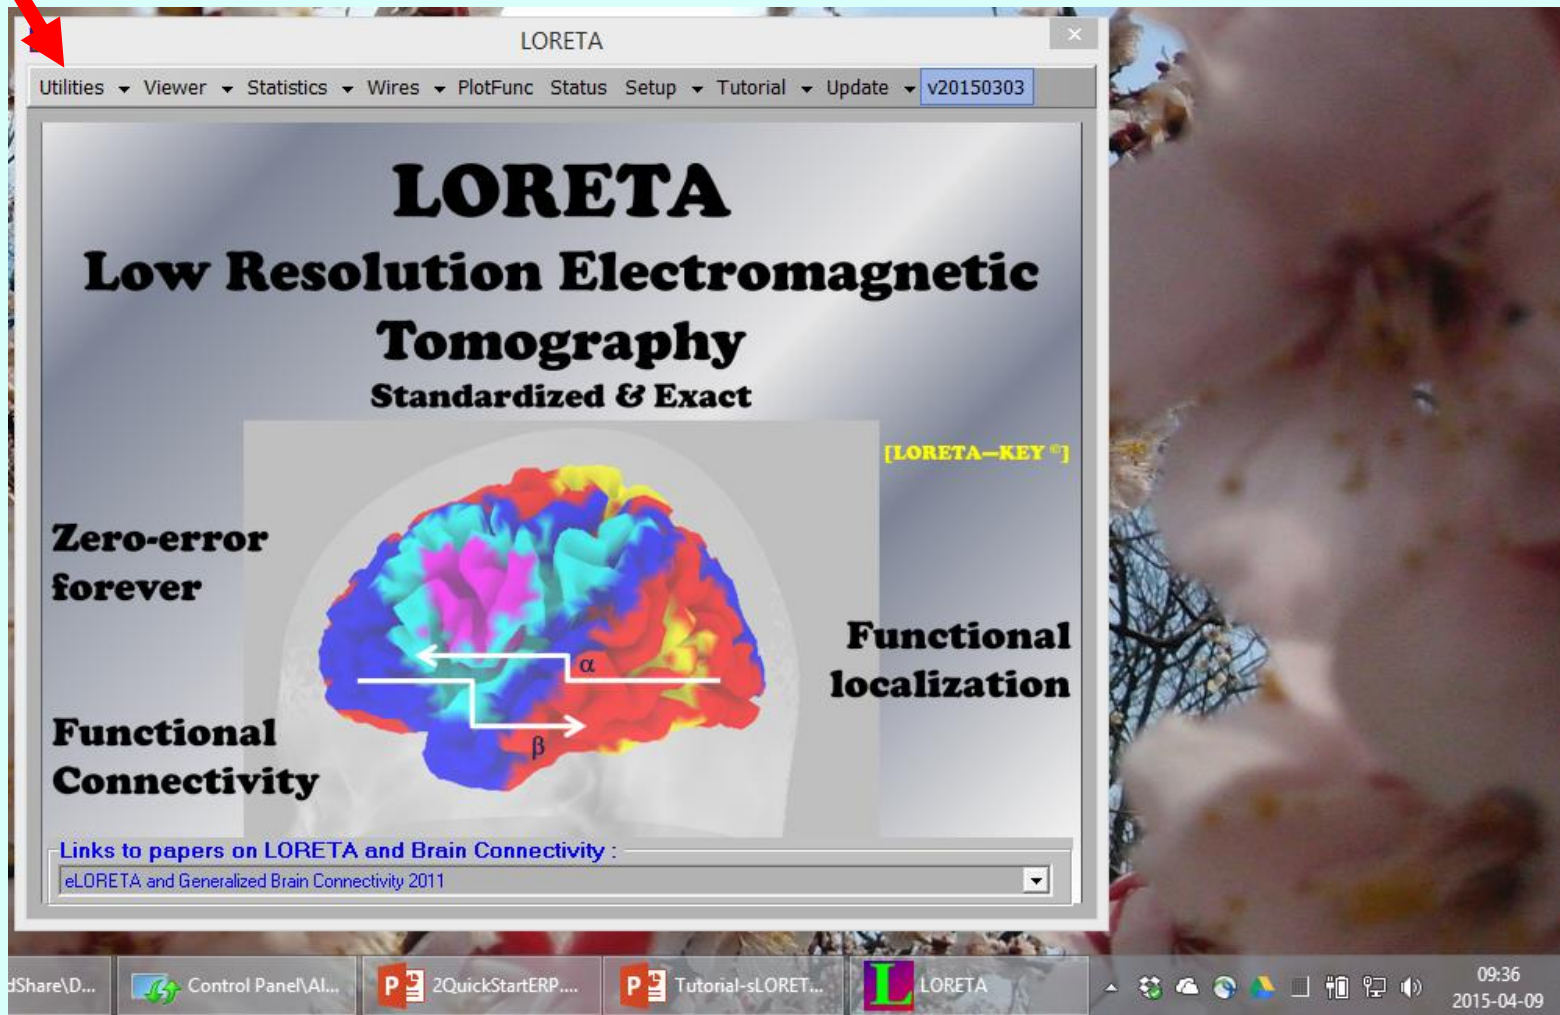 LORETA
Utilities Viewer Statistics Wires PlotFunc Status Setup Tutorial Update v20150303
LORETA
Low Resolution Electromagnetic
Tomography
Standardized & Exact
[LORETA–KEY ©]
Zero-error
forever
α
Functional
localization
β
Functional
Connectivity
Links to papers on LORETA and Brain Connectivity :
eLORETA and Generalized Brain Connectivity 2011
dShare\D... Control Panel\Al... 2QuickStartERP.... Tutorial-sLORET... LORETA
09:36
2015-04-09